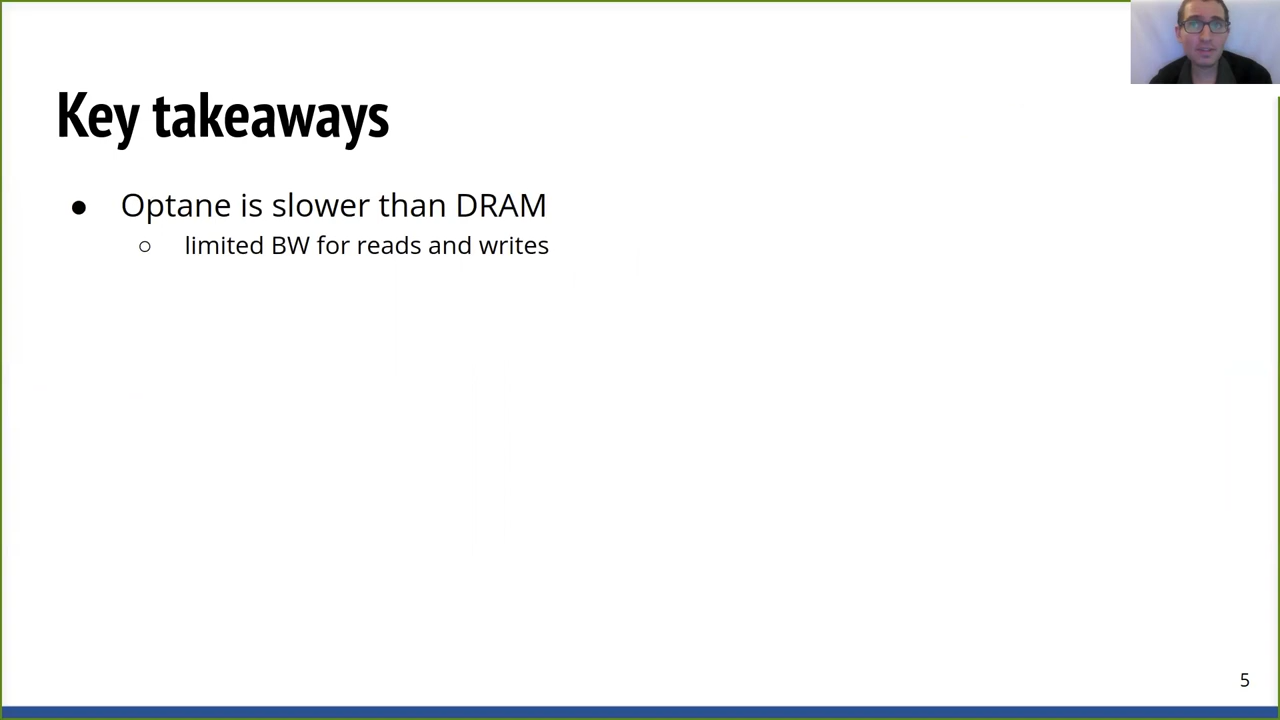 Key takeaways
● Optane is slower than DRAM
○ limited BW for reads and writes
5